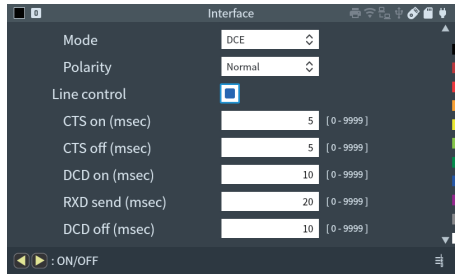 0 Interface
Mode DCE
Polarity Normal
Line control
CTS on (msec) 5 [ 0 - 9999 ]
CTS off (msec) 5 [ 0 - 9999 ]
DCD on (msec) 10 [ 0 - 9999 ]
RXD send (msec) 20 [ 0 - 9999 ]
DCD off (msec) 10 [ 0 - 9999 ]
: ON/OFF